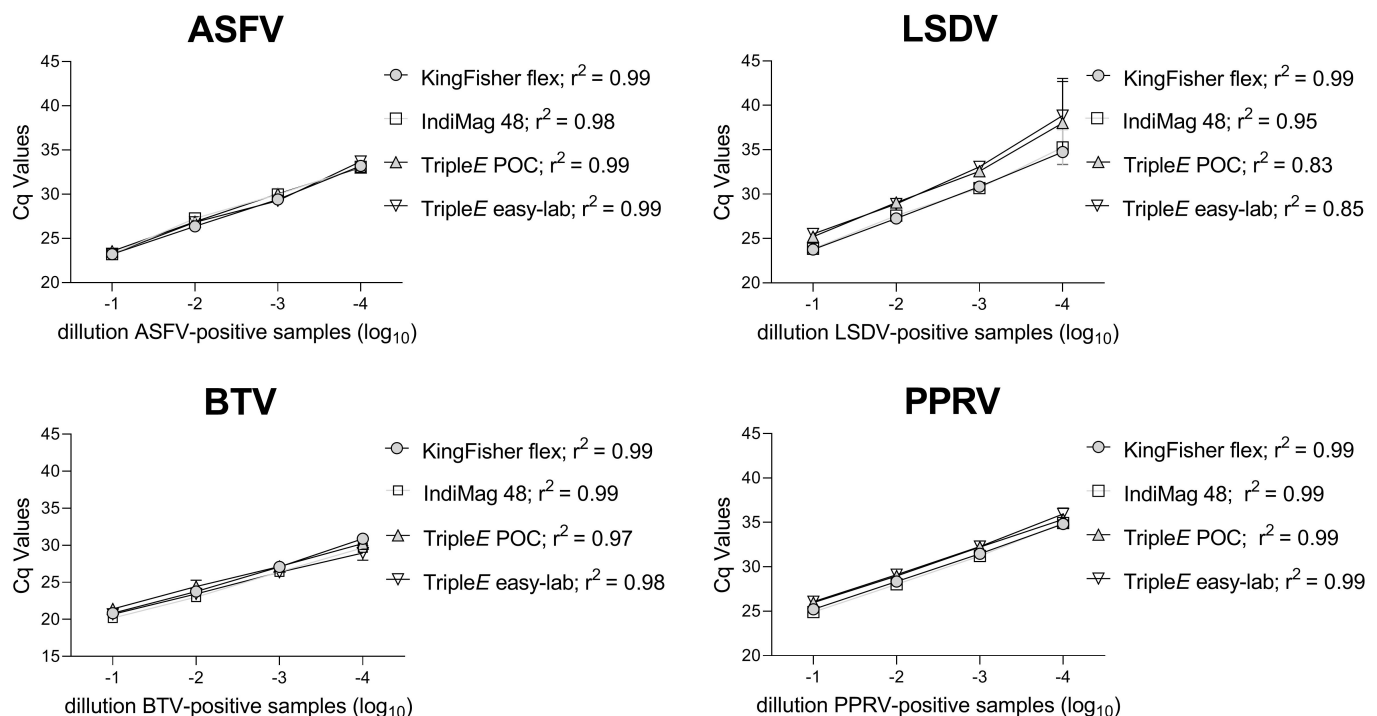 ASFV
45
40
35
30
25
20
Cq Values
-1 -2 -3 -4
dillution ASFV-positive samples (log10)
KingFisher flex; r2 = 0.99
IndiMag 48; r2 = 0.98
TripleE POC; r2 = 0.99
TripleE easy-lab; r2 = 0.99
LSDV
45
40
35
30
25
20
Cq Values
-1 -2 -3 -4
dillution LSDV-positive samples (log10)
KingFisher flex; r2 = 0.99
IndiMag 48; r2 = 0.95
TripleE POC; r2 = 0.83
TripleE easy-lab; r2 = 0.85
BTV
45
40
35
30
25
20
15
Cq Values
-1 -2 -3 -4
dillution BTV-positive samples (log10)
KingFisher flex; r2 = 0.99
IndiMag 48; r2 = 0.99
TripleE POC; r2 = 0.97
TripleE easy-lab; r2 = 0.98
PPRV
45
40
35
30
25
20
Cq Values
-1 -2 -3 -4
dillution PPRV-positive samples (log10)
KingFisher flex; r2 = 0.99
IndiMag 48; r2 = 0.99
TripleE POC; r2 = 0.99
TripleE easy-lab; r2 = 0.99